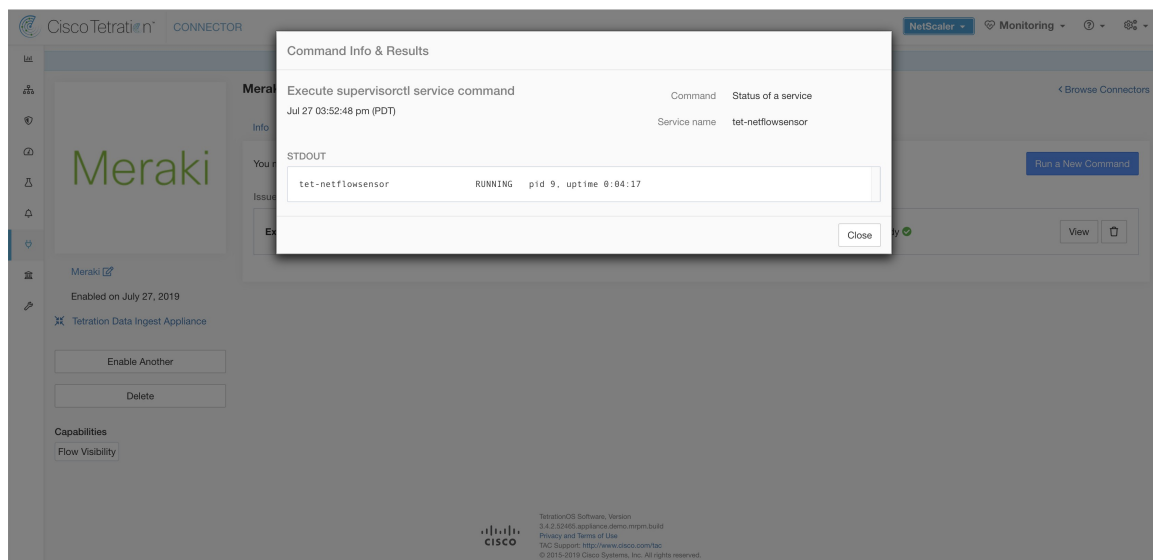 Cisco Tetration™ CONNECTOR
NetScaler
Monitoring
Command Info & Results
Execute supervisorctl service command
Jul 27 03:52:48 pm (PDT)
Command Status of a service
Service name tet-netflowsensor
STDOUT
tet-netflowsensor RUNNING pid 9, uptime 0:04:17
Close
Merak
< Browse Connectors
Info
You r
Run a New Command
Issue
Ex
View
Meraki
Meraki
Enabled on July 27, 2019
Tetration Data Ingest Appliance
Enable Another
Delete
Capabilities
Flow Visibility
CISCO
TetrationOS Software, Version
3.4.2.52465.appliance.demo.mrpm.build
Privacy and Terms of Use
TAC Support: http://www.cisco.com/tac
© 2015-2019 Cisco Systems, Inc. All rights reserved.